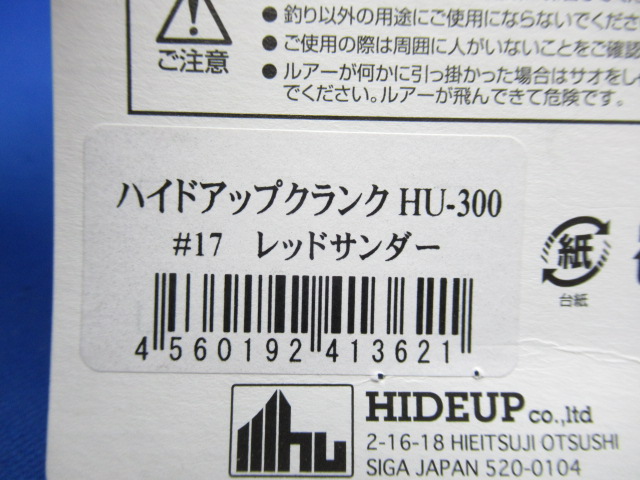 ● 釣り以外の用途にご使用にならないでくださ
● ご使用の際は周囲に人がいないことをご確認
● ルアーが何かに引っ掛かった場合はサオをし
でください。ルアーが飛んできて危険です。
ご注意
ハイドアップクランク HU-300
#17 レッドサンダー
4 560192 413621
紙
台紙
hu
HIDEUP co.,ltd
2-16-18 HIEITSUJI OTSUSHI
SIGA JAPAN 520-0104